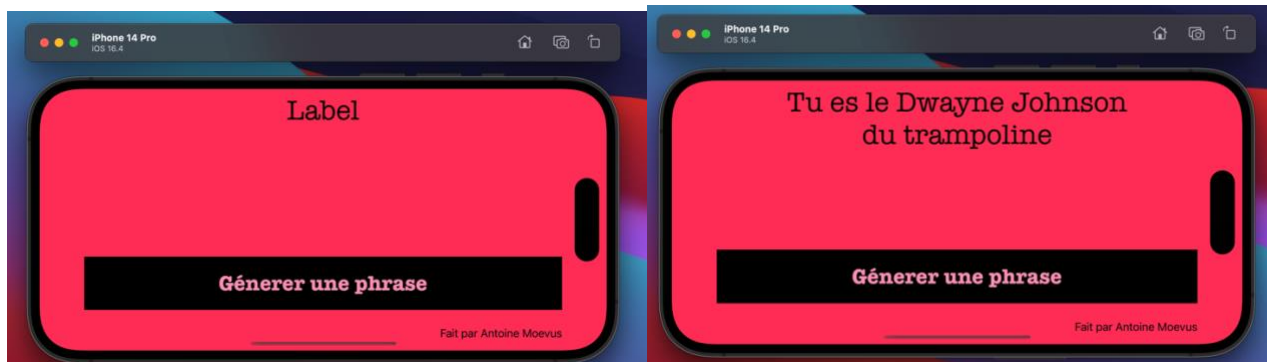 iPhone 14 Pro
iOS 16.4
Label
Génerer une phrase
Fait par Antoine Moevus
iPhone 14 Pro
iOS 16.4
Tu es le Dwayne Johnson
du trampoline
Génerer une phrase
Fait par Antoine Moevus